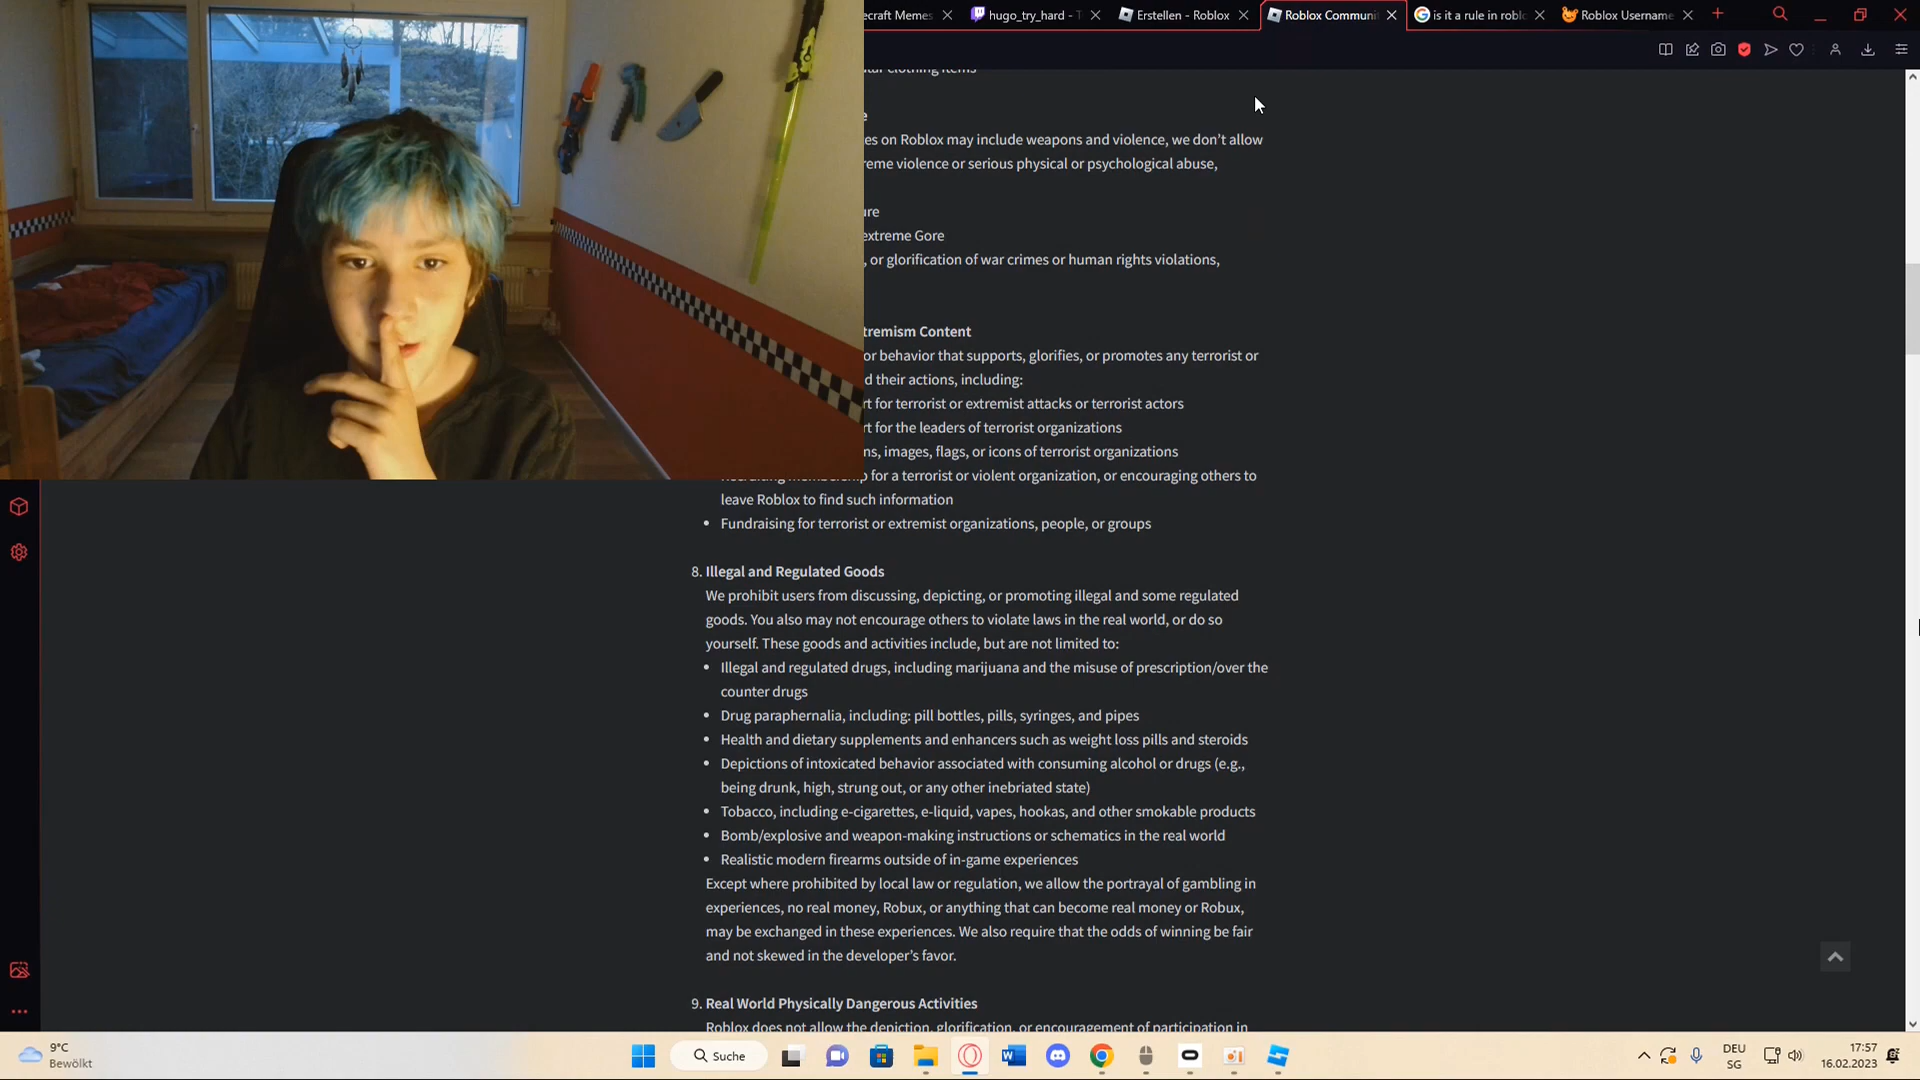 ecraft Memes
hugo_try_hard - T
Erstellen - Roblox
Roblox Communi
is it a rule in roblo
Roblox Username
es on Roblox may include weapons and violence, we don't allow
reme violence or serious physical or psychological abuse,
ure
extreme Gore
, or glorification of war crimes or human rights violations,
tremism Content
or behavior that supports, glorifies, or promotes any terrorist or
d their actions, including:
rt for terrorist or extremist attacks or terrorist actors
rt for the leaders of terrorist organizations
ns, images, flags, or icons of terrorist organizations
for a terrorist or violent organization, or encouraging others to
leave Roblox to find such information
• Fundraising for terrorist or extremist organizations, people, or groups
8. Illegal and Regulated Goods
We prohibit users from discussing, depicting, or promoting illegal and some regulated
goods. You also may not encourage others to violate laws in the real world, or do so
yourself. These goods and activities include, but are not limited to:
• Illegal and regulated drugs, including marijuana and the misuse of prescription/over the
counter drugs
• Drug paraphernalia, including: pill bottles, pills, syringes, and pipes
• Health and dietary supplements and enhancers such as weight loss pills and steroids
• Depictions of intoxicated behavior associated with consuming alcohol or drugs (e.g.,
being drunk, high, strung out, or any other inebriated state)
• Tobacco, including e-cigarettes, e-liquid, vapes, hookas, and other smokable products
• Bomb/explosive and weapon-making instructions or schematics in the real world
• Realistic modern firearms outside of in-game experiences
Except where prohibited by local law or regulation, we allow the portrayal of gambling in
experiences, no real money, Robux, or anything that can become real money or Robux,
may be exchanged in these experiences. We also require that the odds of winning be fair
and not skewed in the developer's favor.
9. Real World Physically Dangerous Activities
Roblox does not allow the depiction, glorification, or encouragement of participation in
9°C
Bewölkt
Suche
DEU
SG
17:57
16.02.2023